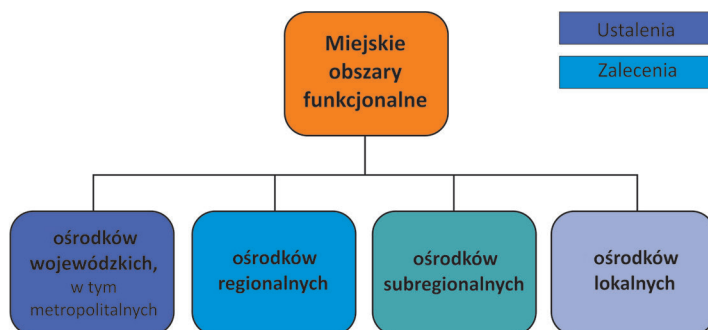 Miejskie
obszary
funkcjonalne
Ustalenia
Zalecenia
ośrodków
wojewódzkich,
w tym
metropolitalnych
ośrodków
regionalnych
ośrodków
subregionalnych
ośrodków
lokalnych